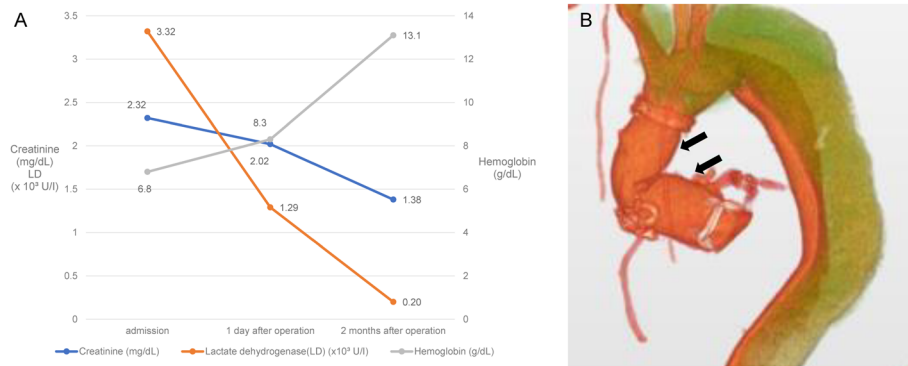 A
B
3.5
3
2.5
2
1.5
1
0.5
0
14
12
10
8
6
4
2
0
Creatinine
(mg/dL)
LD
(x 10³ U/l)
Hemoglobin
(g/dL)
3.32
2.32
6.8
8.3
2.02
1.29
13.1
1.38
0.20
admission
1 day after operation
2 months after operation
Creatinine (mg/dL)
Lactate dehydrogenase(LD) (x10³ U/l)
Hemoglobin (g/dL)